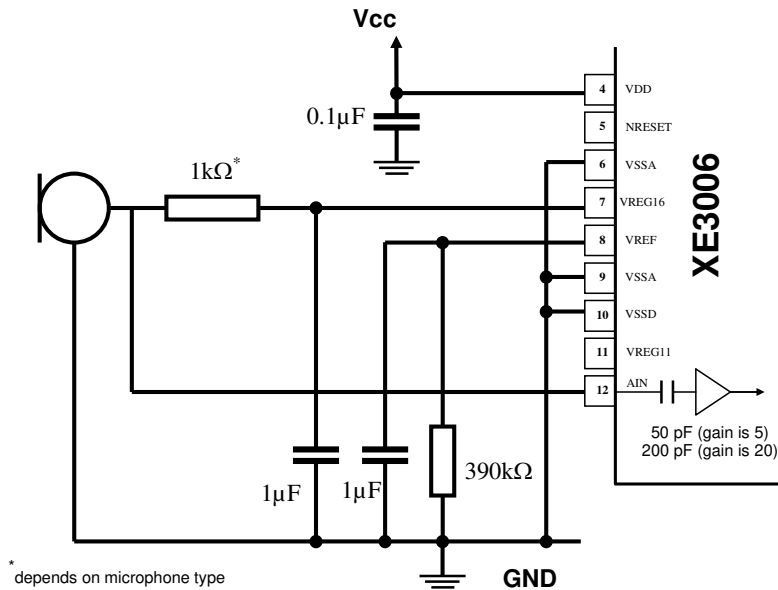 Vcc
4 VDD
0.1µF
5 NRESET
6 VSSA
1kΩ*
7 VREG16
8 VREF
XE3006
9 VSSA
10 VSSD
11 VREG11
12 AIN
50 pF (gain is 5)
200 pF (gain is 20)
1µF
1µF
390kΩ
GND
*depends on microphone type